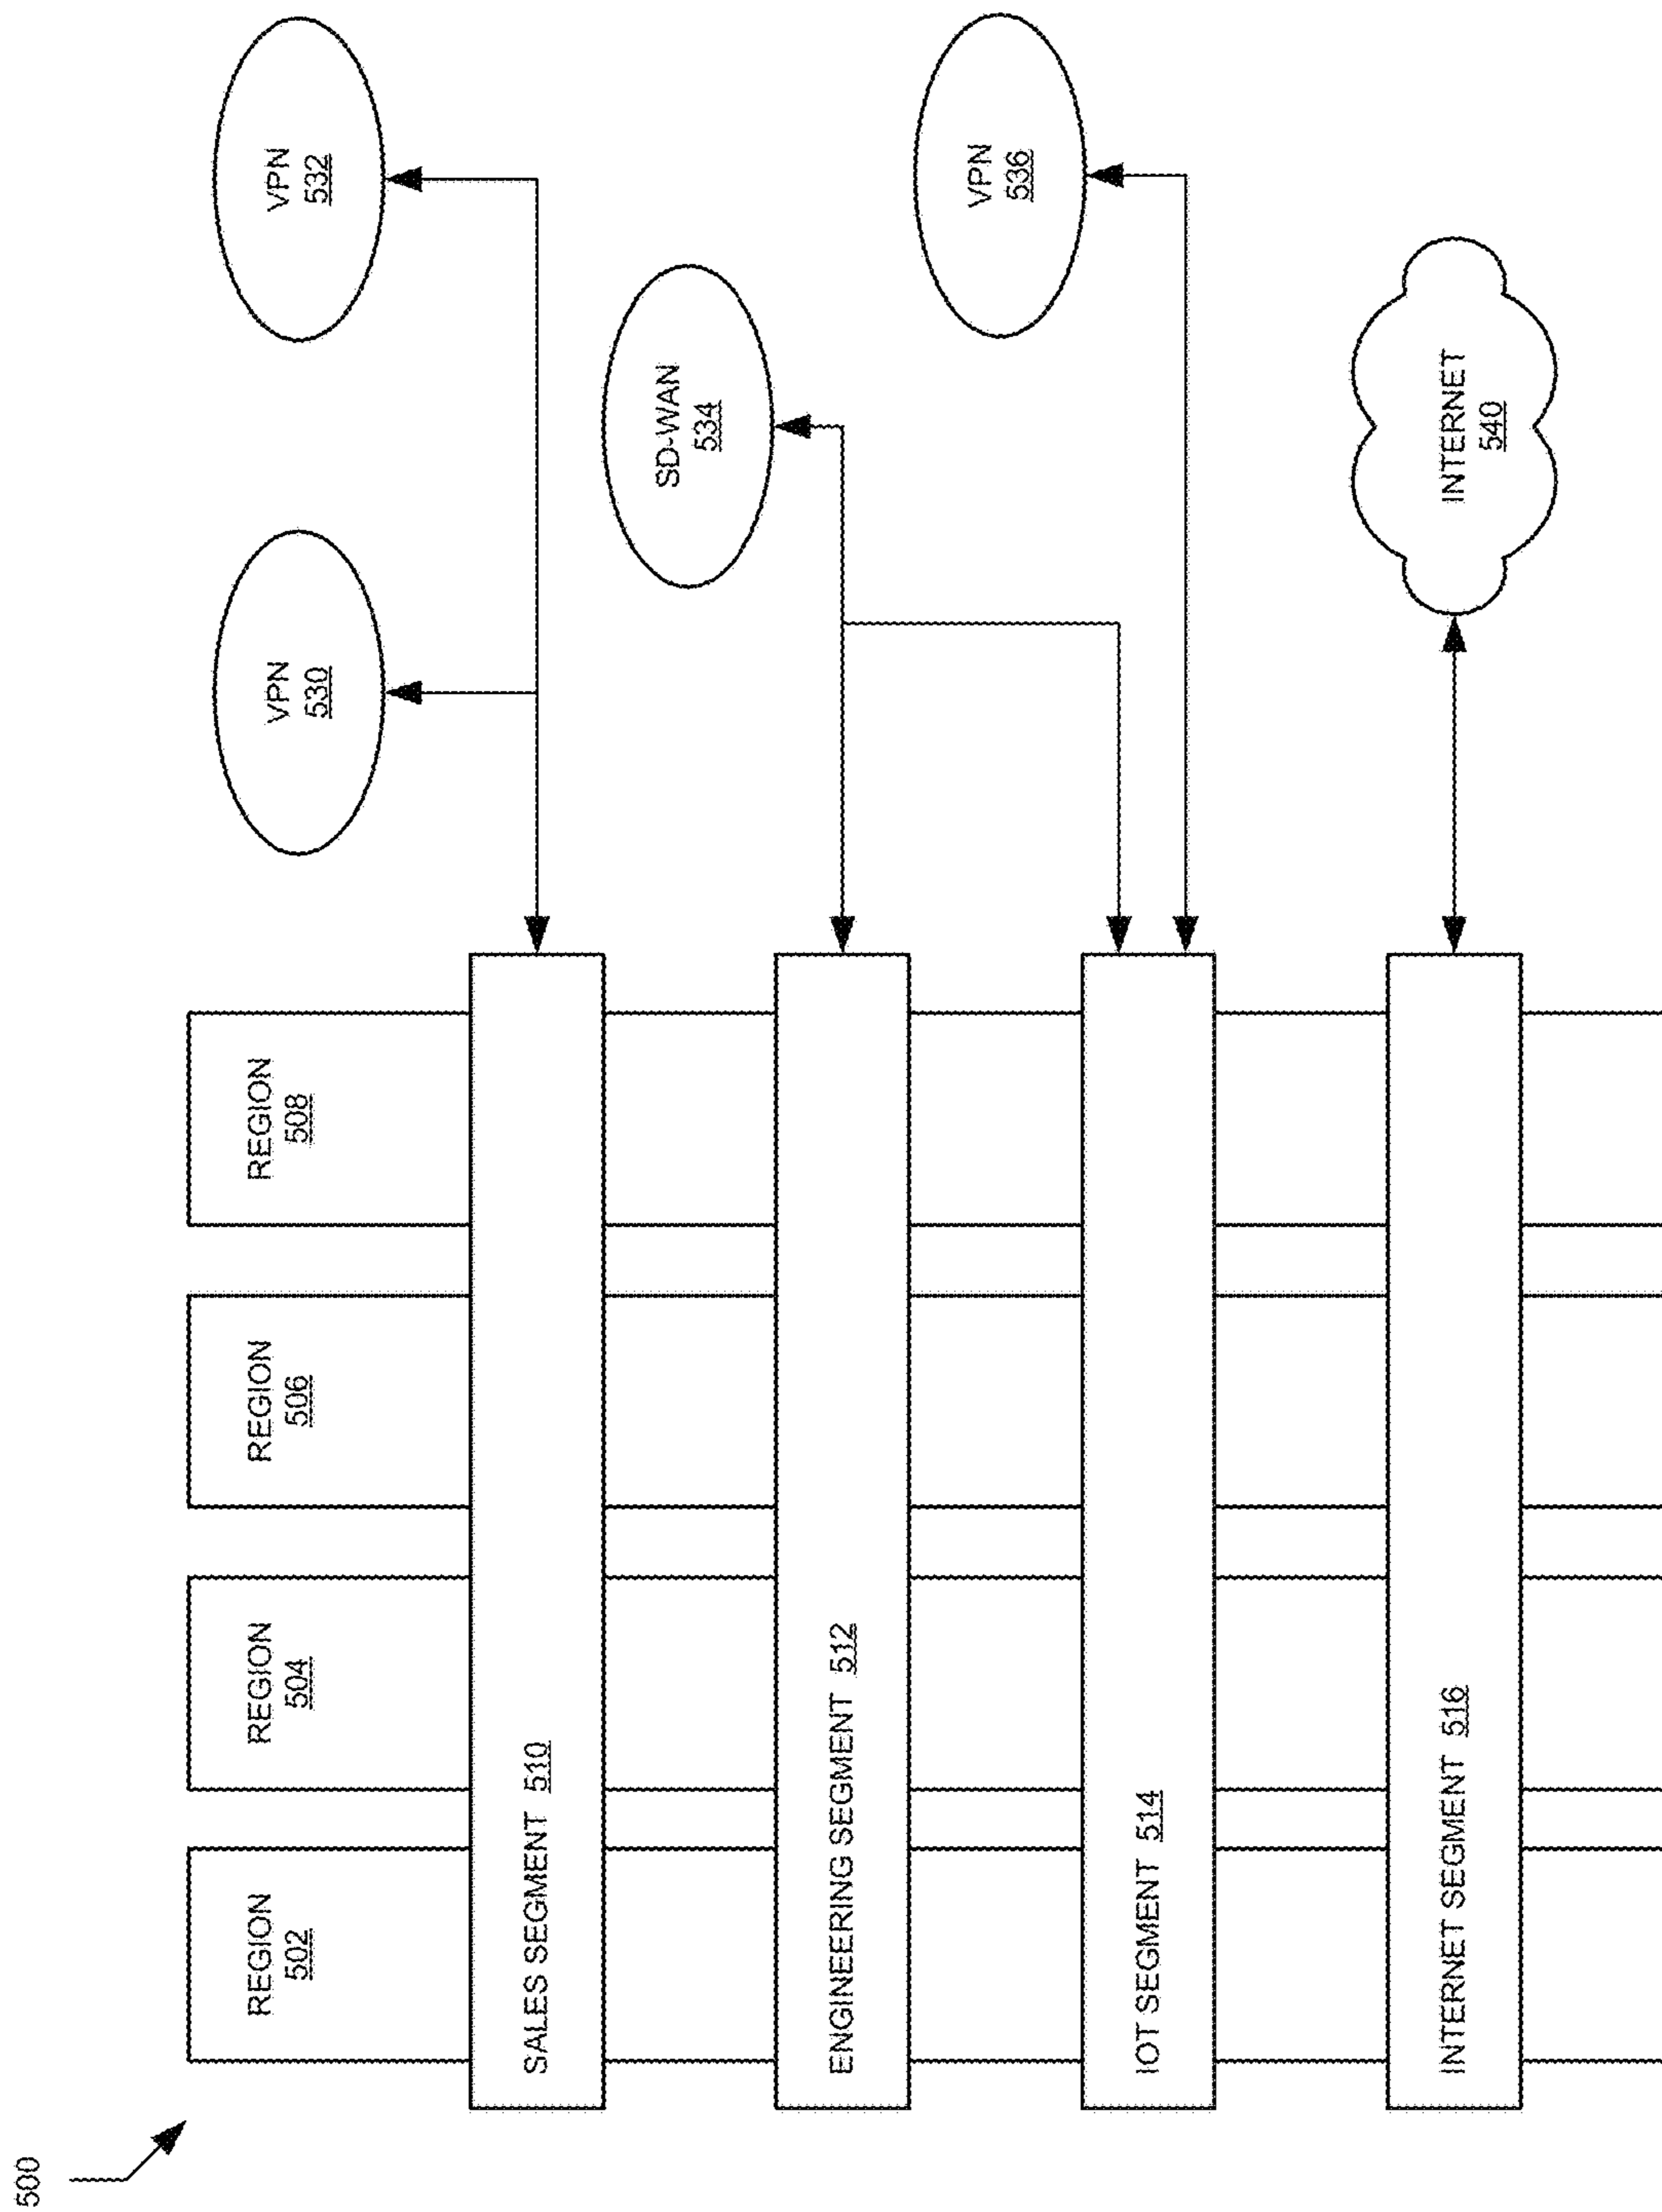 500
REGION
502
REGION
504
REGION
506
REGION
508
SALES SEGMENT 510
ENGINEERING SEGMENT 512
IOT SEGMENT 514
INTERNET SEGMENT 516
VPN
530
VPN
532
SD-WAN
534
VPN
536
INTERNET
540